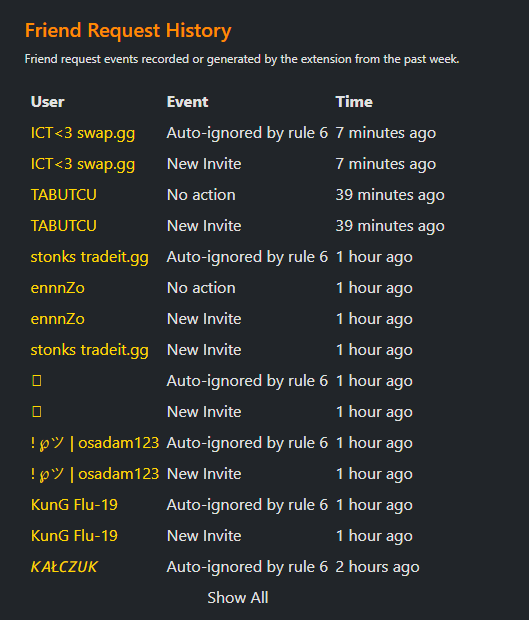 Friend Request History
Friend request events recorded or generated by the extension from the past week.
User Event Time
ICT<3 swap.gg Auto-ignored by rule 6 7 minutes ago
ICT<3 swap.gg New Invite 7 minutes ago
TABUTCU No action 39 minutes ago
TABUTCU New Invite 39 minutes ago
stonks tradeit.gg Auto-ignored by rule 6 1 hour ago
ennnZo No action 1 hour ago
ennnZo New Invite 1 hour ago
stonks tradeit.gg New Invite 1 hour ago
Auto-ignored by rule 6 1 hour ago
New Invite 1 hour ago
! ℘ツ | osadam123 Auto-ignored by rule 6 1 hour ago
! ℘ツ | osadam123 New Invite 1 hour ago
KunG Flu-19 Auto-ignored by rule 6 1 hour ago
KunG Flu-19 New Invite 1 hour ago
KAŁCZUK Auto-ignored by rule 6 2 hours ago
Show All